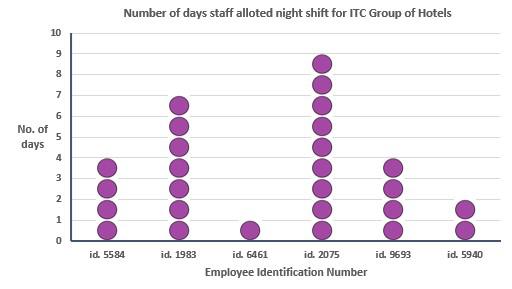 Number of days staff alloted night shift for ITC Group of Hotels
10
9
8
7
6
5
4
3
2
1
0
No. of
days
id. 5584
id. 1983
id. 6461
id. 2075
id. 9693
id. 5940
Employee Identification Number